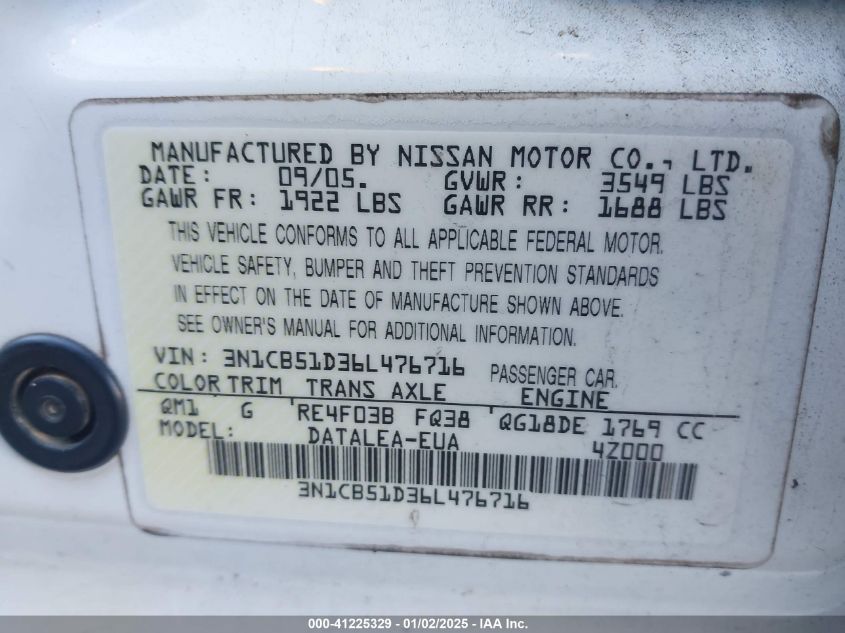 MANUFACTURED BY NISSAN MOTOR CO., LTD.
DATE: 09/05. GVWR: 3549 LBS
GAWR FR: 1922 LBS GAWR RR: 1688 LBS
THIS VEHICLE CONFORMS TO ALL APPLICABLE FEDERAL MOTOR.
VEHICLE SAFETY, BUMPER AND THEFT PREVENTION STANDARDS
IN EFFECT ON THE DATE OF MANUFACTURE SHOWN ABOVE.
SEE OWNER'S MANUAL FOR ADDITIONAL INFORMATION.
VIN: 3N1CB51D36L476716 PASSENGER CAR.
COLOR TRIM TRANS AXLE ENGINE
QM1 G RE4F03B FQ38 QG18DE 1769 CC
MODEL: DATALEA-EUA 4Z000
3N1CB51D36L476716
000-41225329 - 01/02/2025 - IAA Inc.